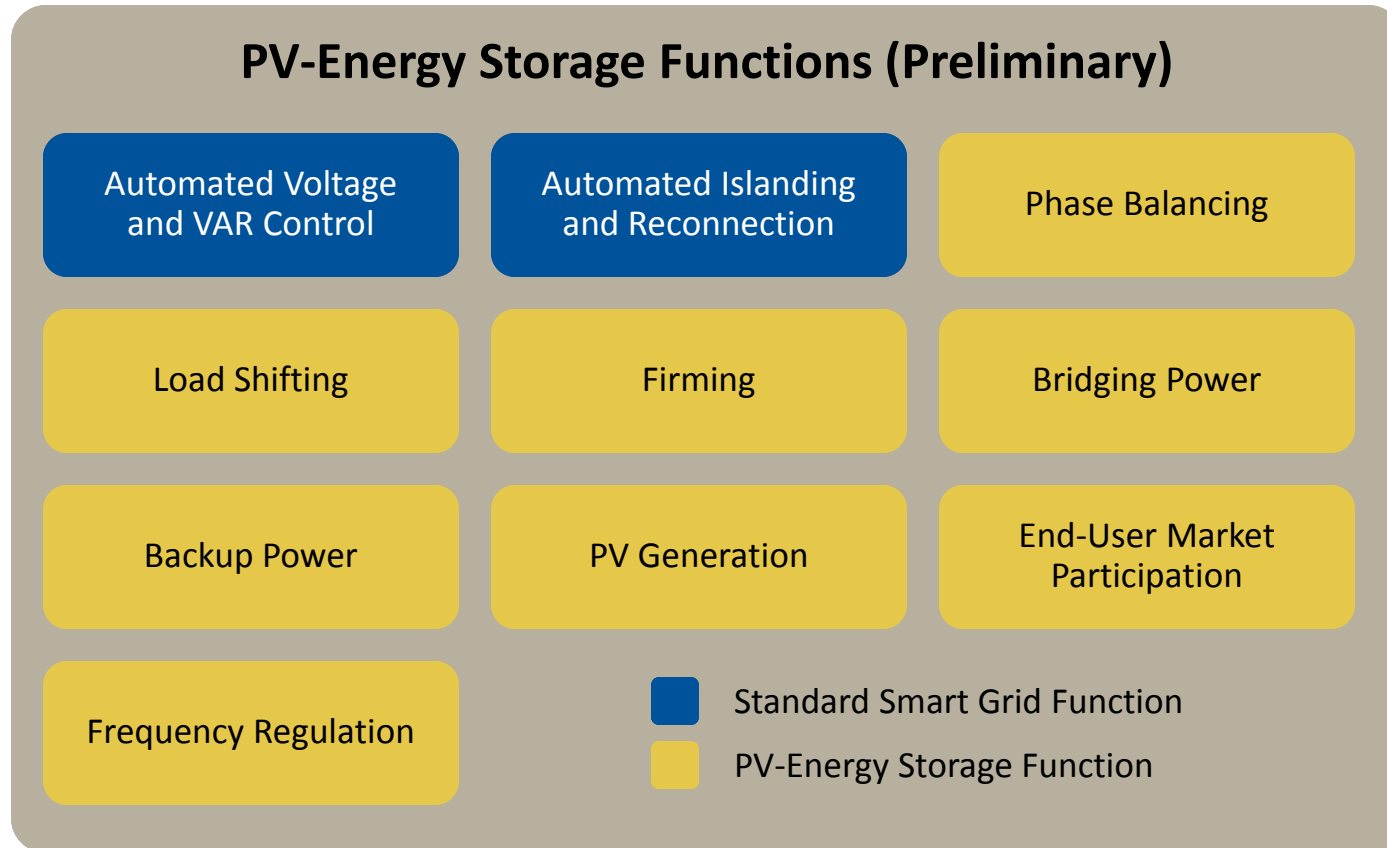 PV-Energy Storage Functions (Preliminary)
Automated Voltage
and VAR Control
Automated Islanding
and Reconnection
Phase Balancing
Load Shifting
Firming
Bridging Power
Backup Power
PV Generation
End-User Market
Participation
Frequency Regulation
Standard Smart Grid Function
PV-Energy Storage Function